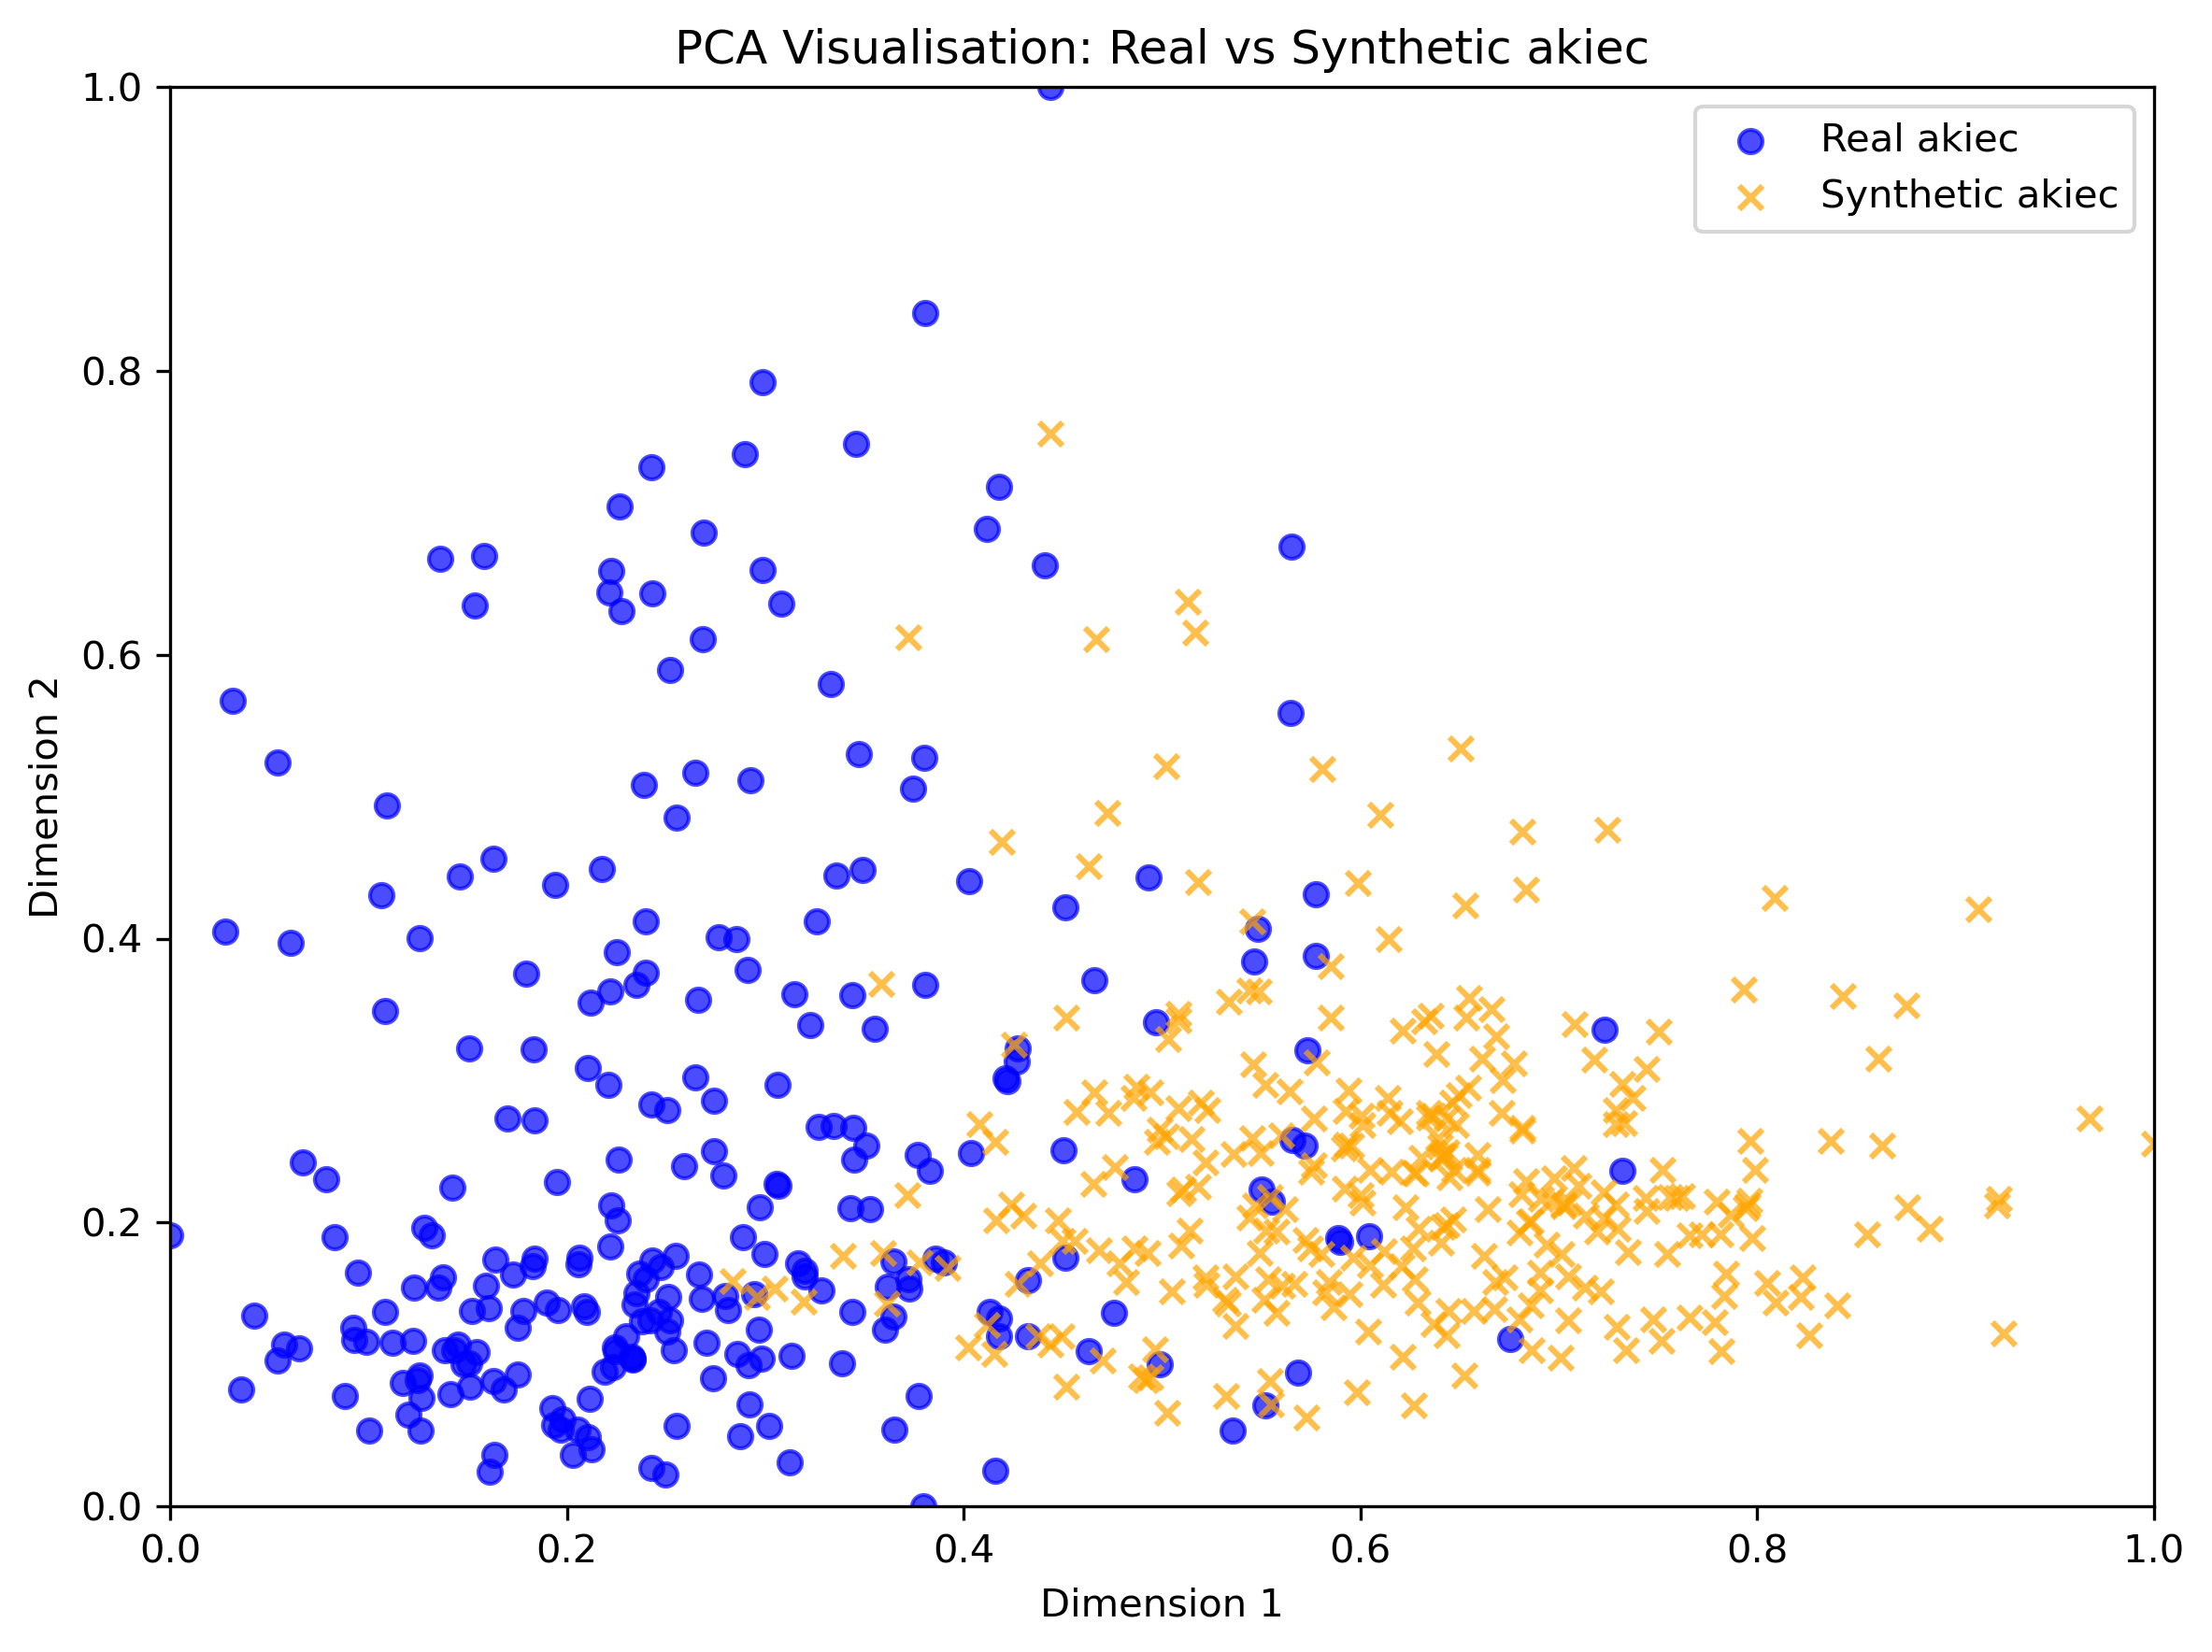 PCA Visualisation: Real vs Synthetic akiec
Real akiec
Synthetic akiec
1.0
0.8
0.6
0.4
0.2
0.0
Dimension 2
0.0 0.2 0.4 0.6 0.8 1.0
Dimension 1